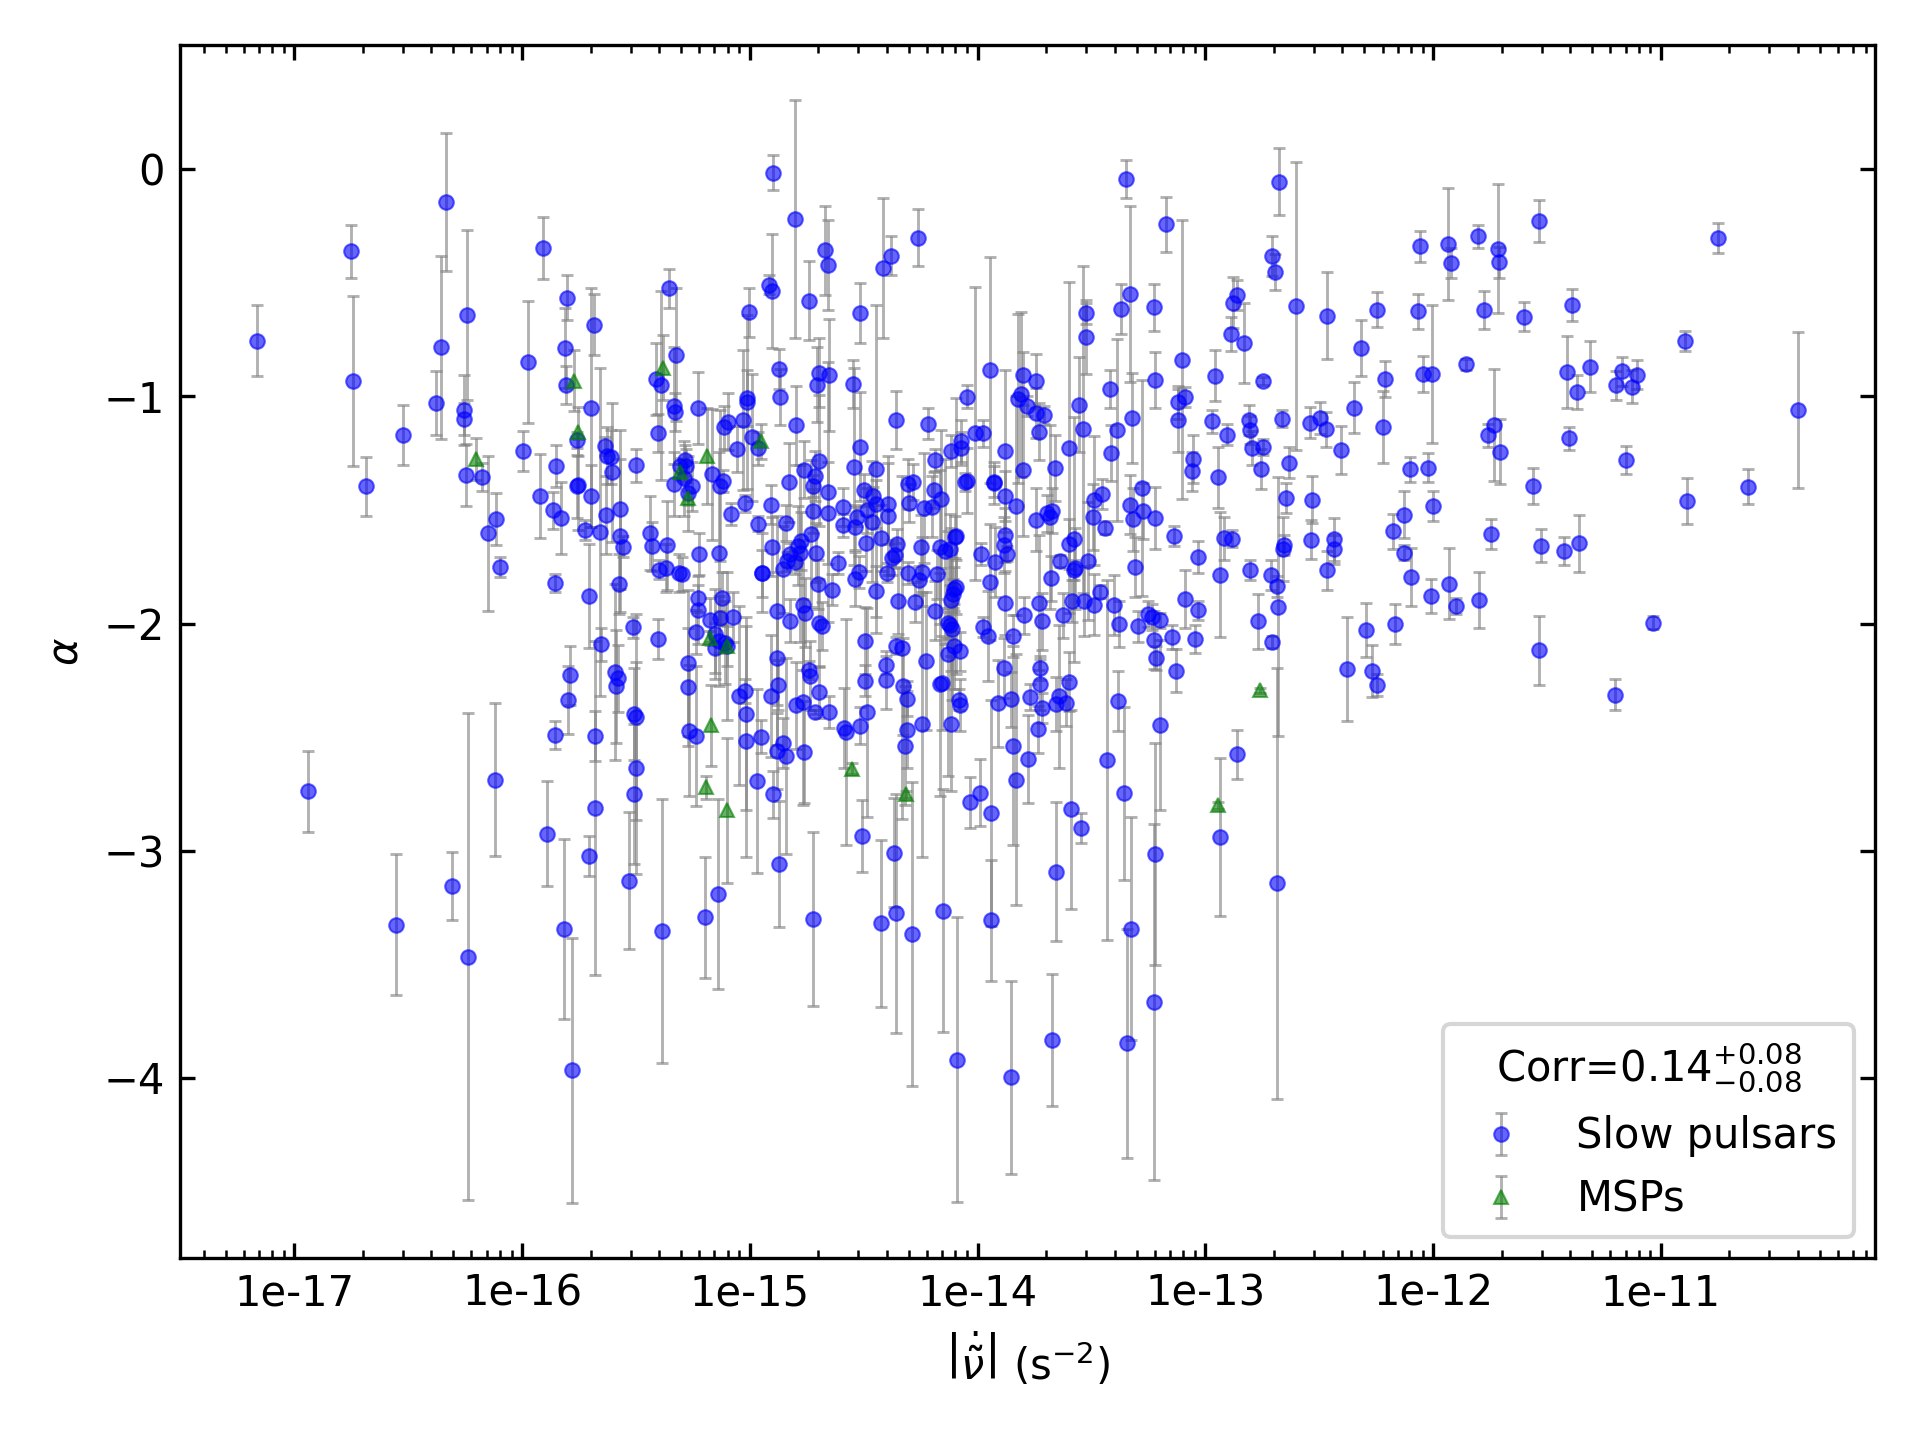 0
−1
−2
−3
−4
α
1e-17 1e-16 1e-15 1e-14 1e-13 1e-12 1e-11
|ν̃̇| (s⁻²)
Corr=0.14⁺⁰·⁰⁸₋₀.₀₈
Slow pulsars
MSPs